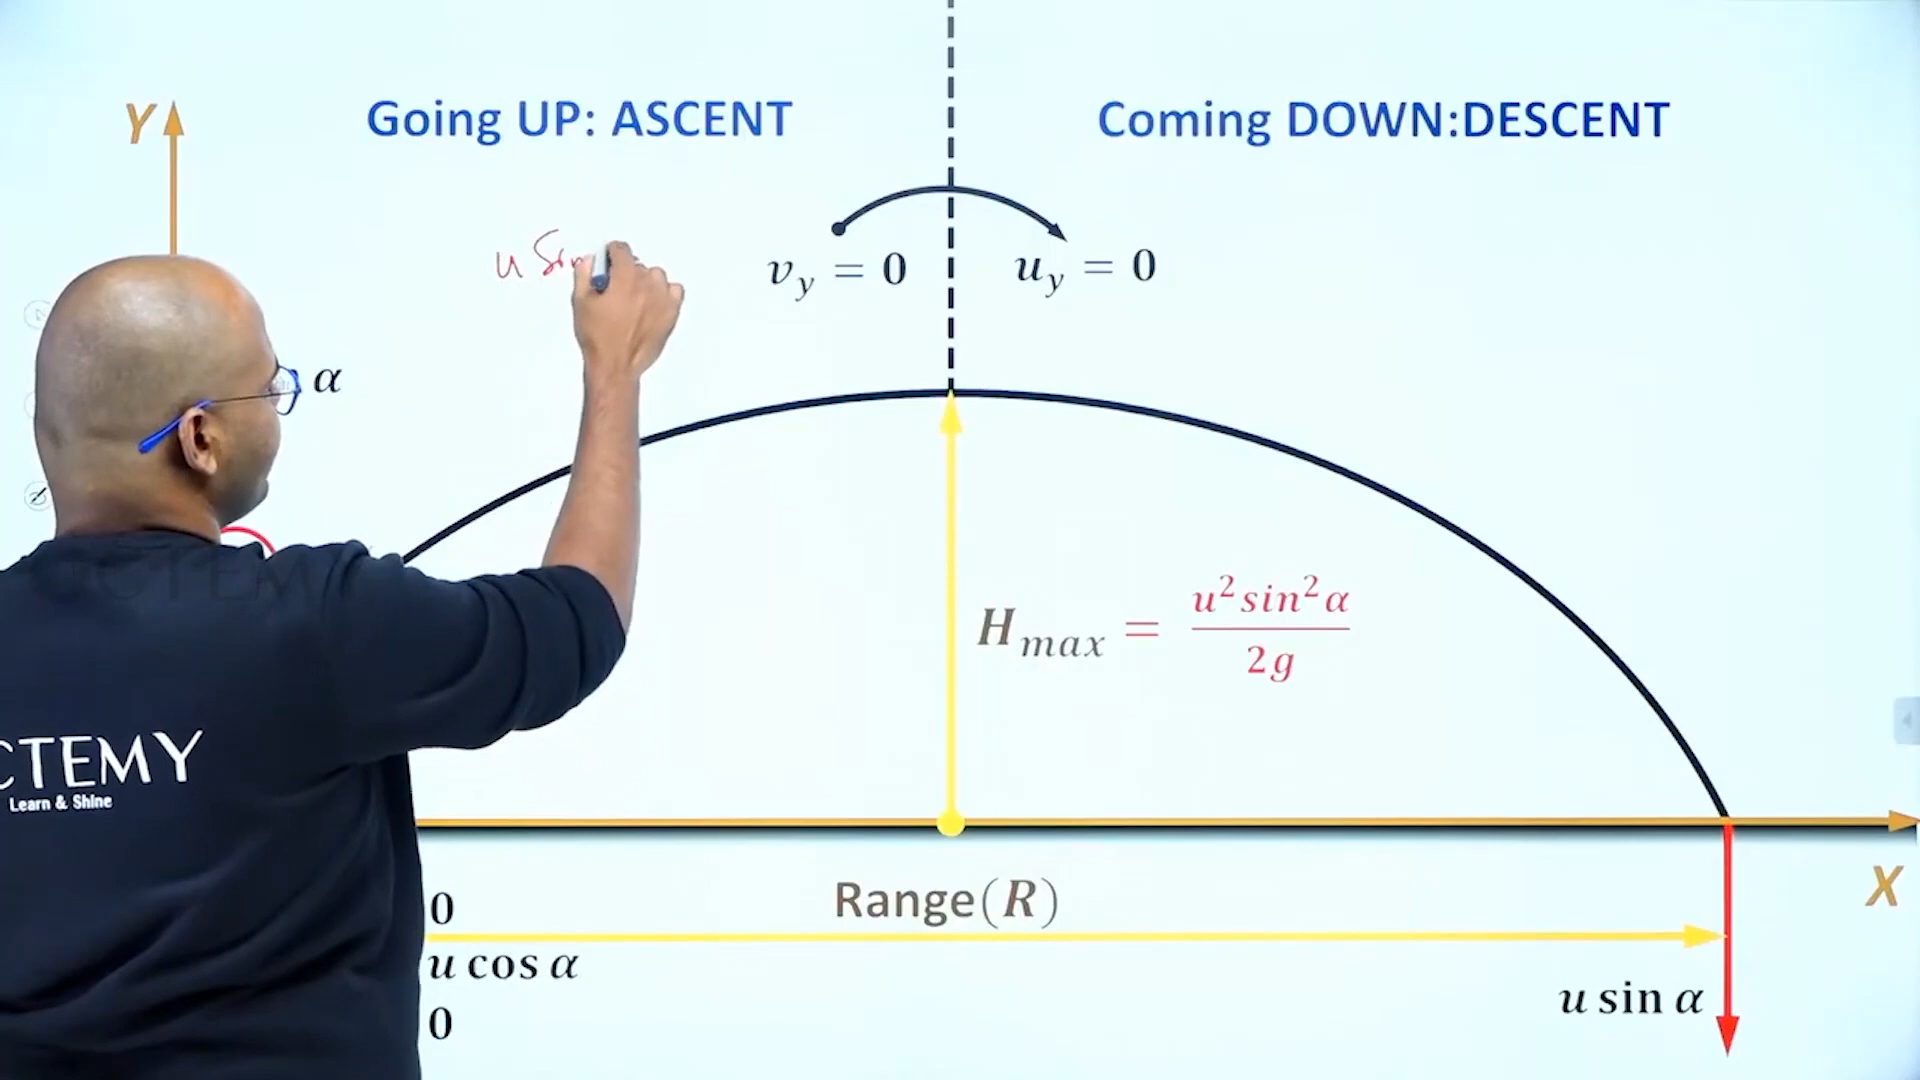 Y
Going UP: ASCENT
Coming DOWN:DESCENT
u Sin
v_y = 0
u_y = 0
α
H_max = u²sin²α / 2g
CTEMY
Learn & Shine
0
Range(R)
X
u cos α
u sin α
0